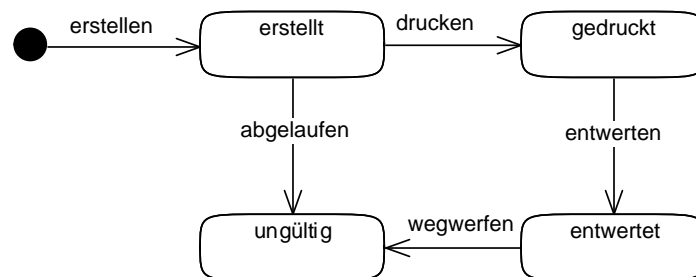 erstellen
erstellt
drucken
gedruckt
abgelaufen
entwerten
ungültig
wegwerfen
entwertet